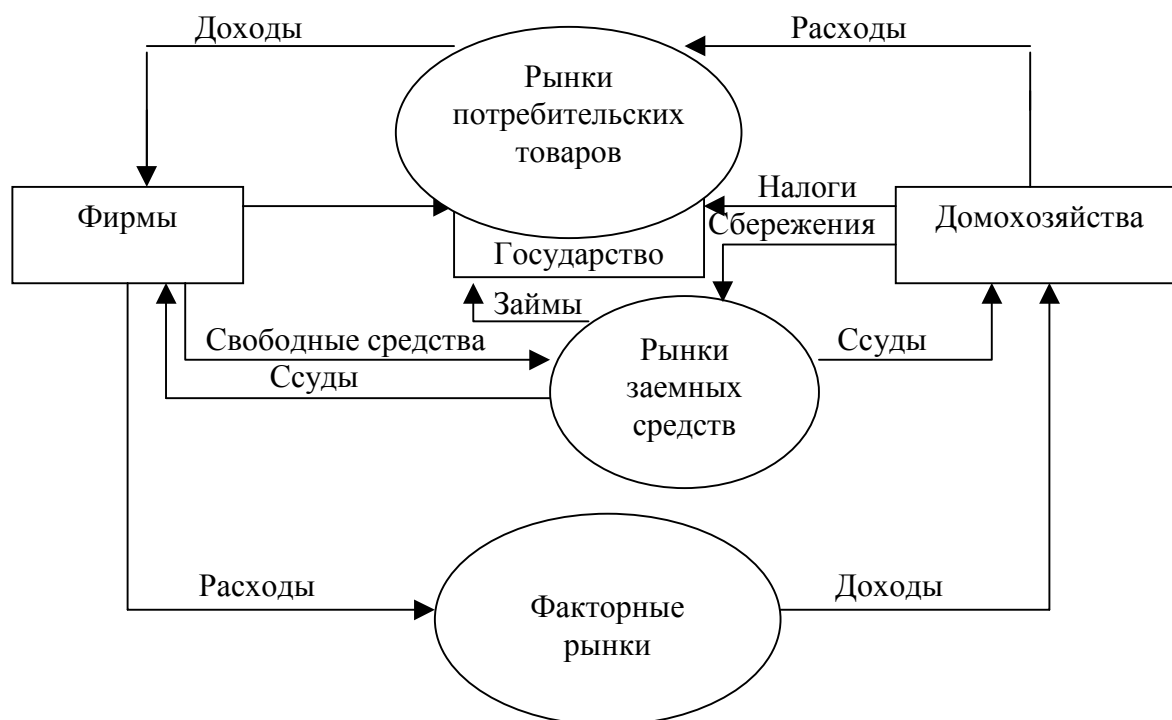 Доходы
Расходы
Рынки
потребительских
товаров
Фирмы
Налоги
Сбережения
Домохозяйства
Государство
Займы
Свободные средства
Ссуды
Рынки
заемных
средств
Ссуды
Расходы
Факторные
рынки
Доходы